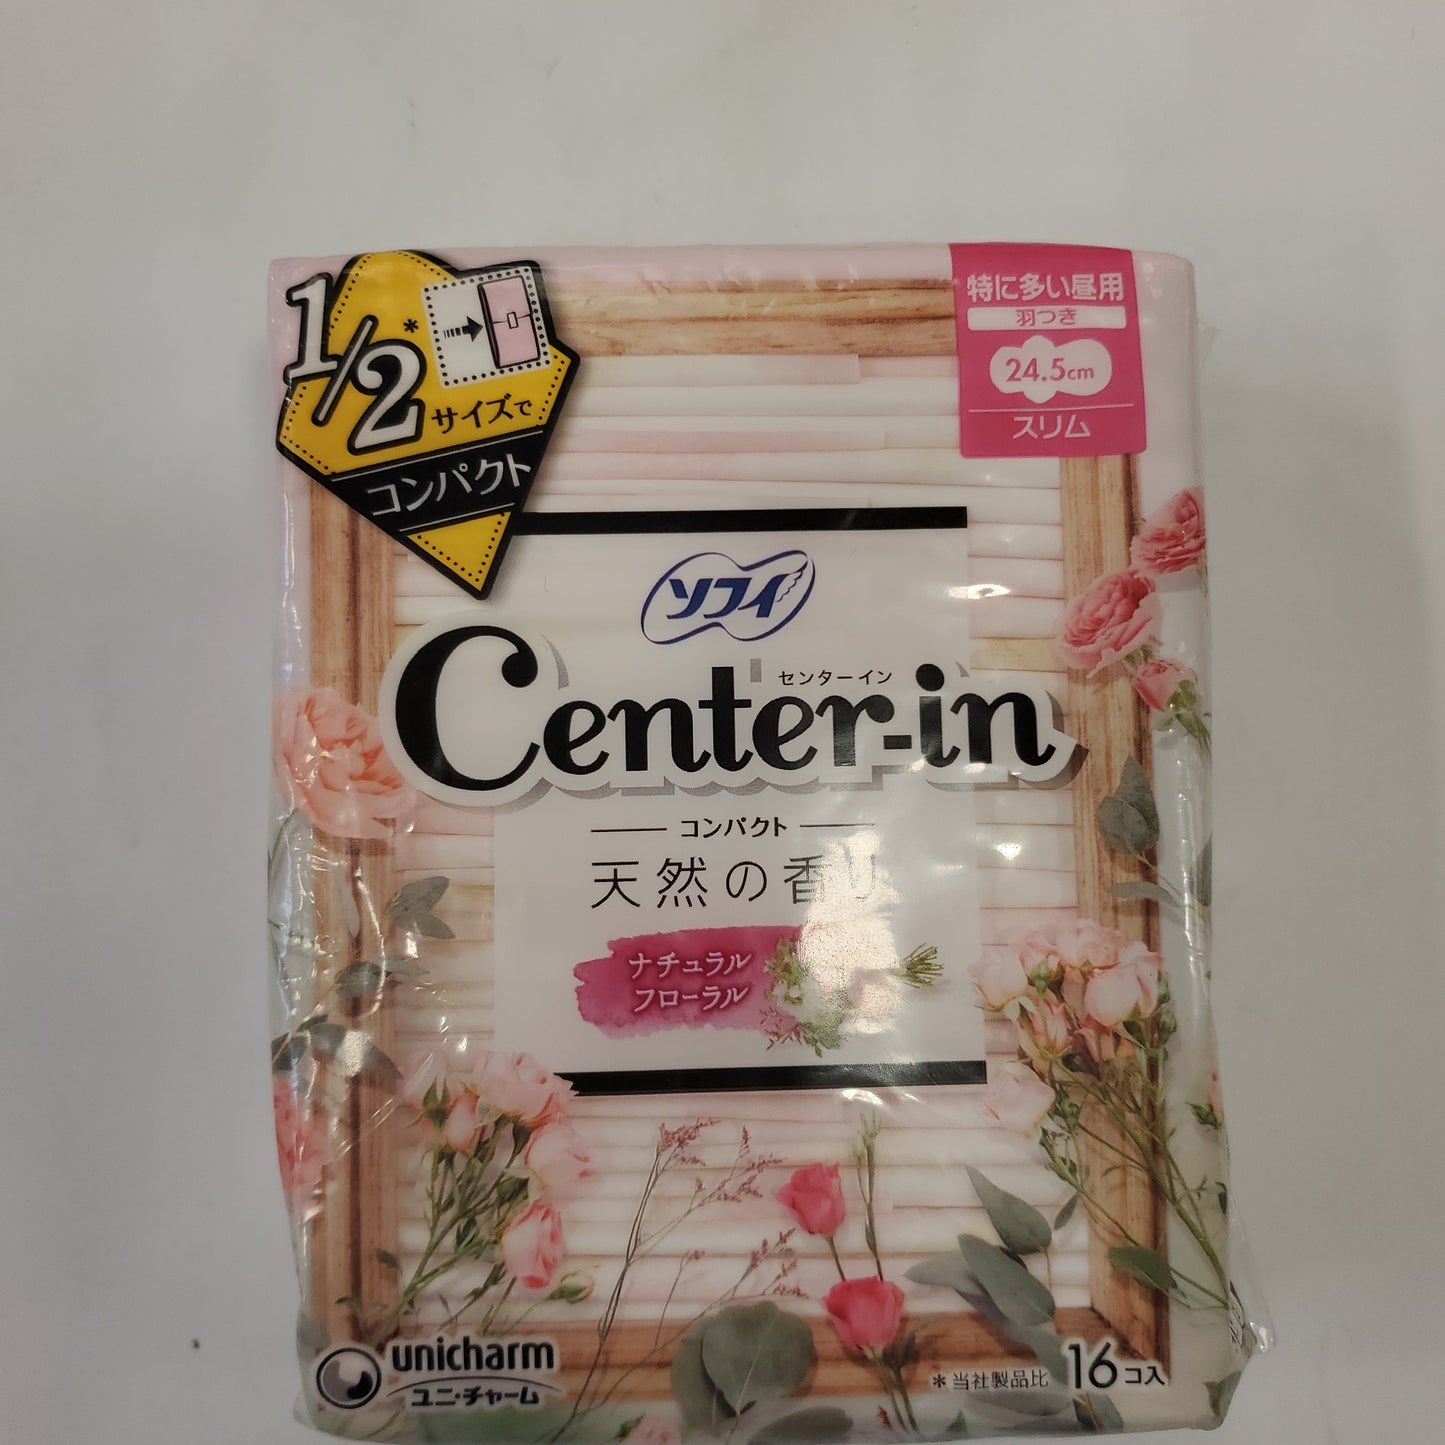 1/2*
サイズで
コンパクト
特に多い昼用
羽つき
24.5cm
スリム
ソフィ
センターイン
Center-in
コンパクト
天然の香り
ナチュラル
フローラル
unicharm
ユニ・チャーム
*当社製品比
16コ入